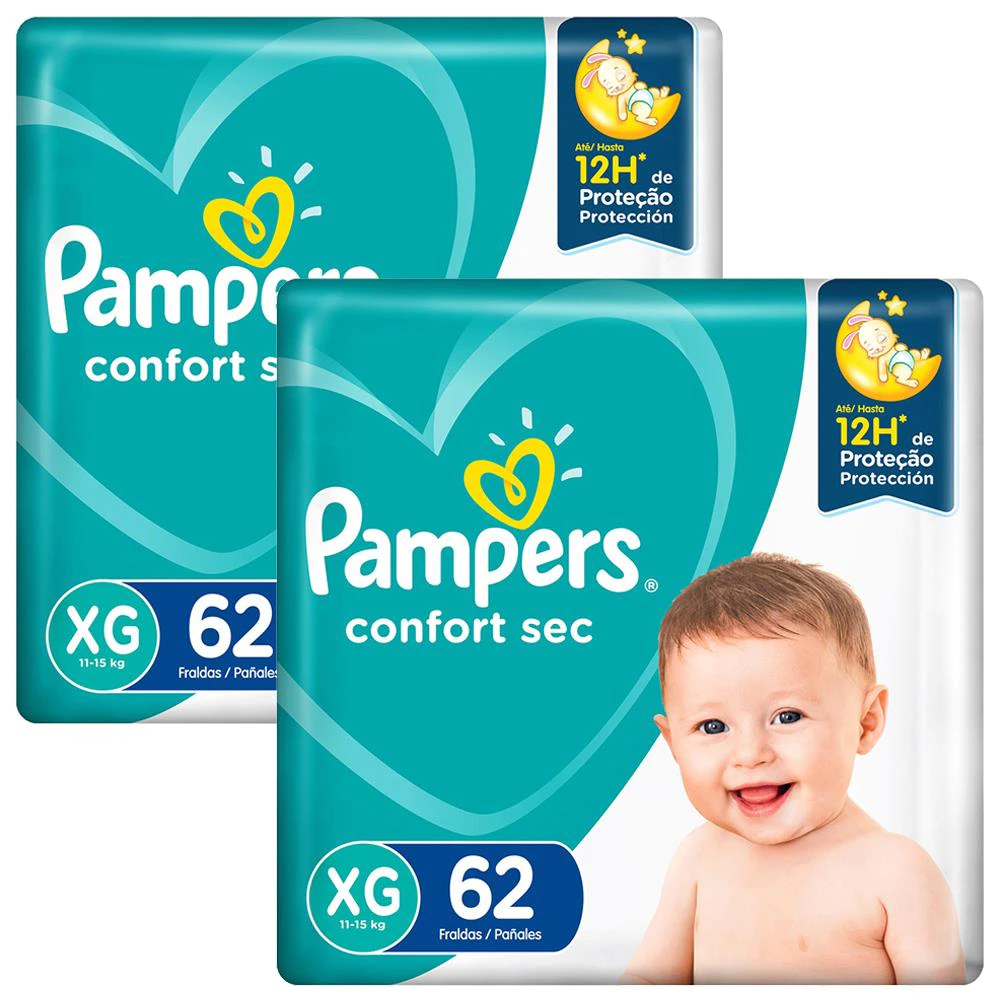 Até/ Hasta
12H* de
Proteção
Protección
Pampers
confort s
XG
11-15 kg
62
Fraldas / Pañales
Até/ Hasta
12H* de
Proteção
Protección
Pampers®
confort sec
XG
11-15 kg
62
Fraldas / Pañales